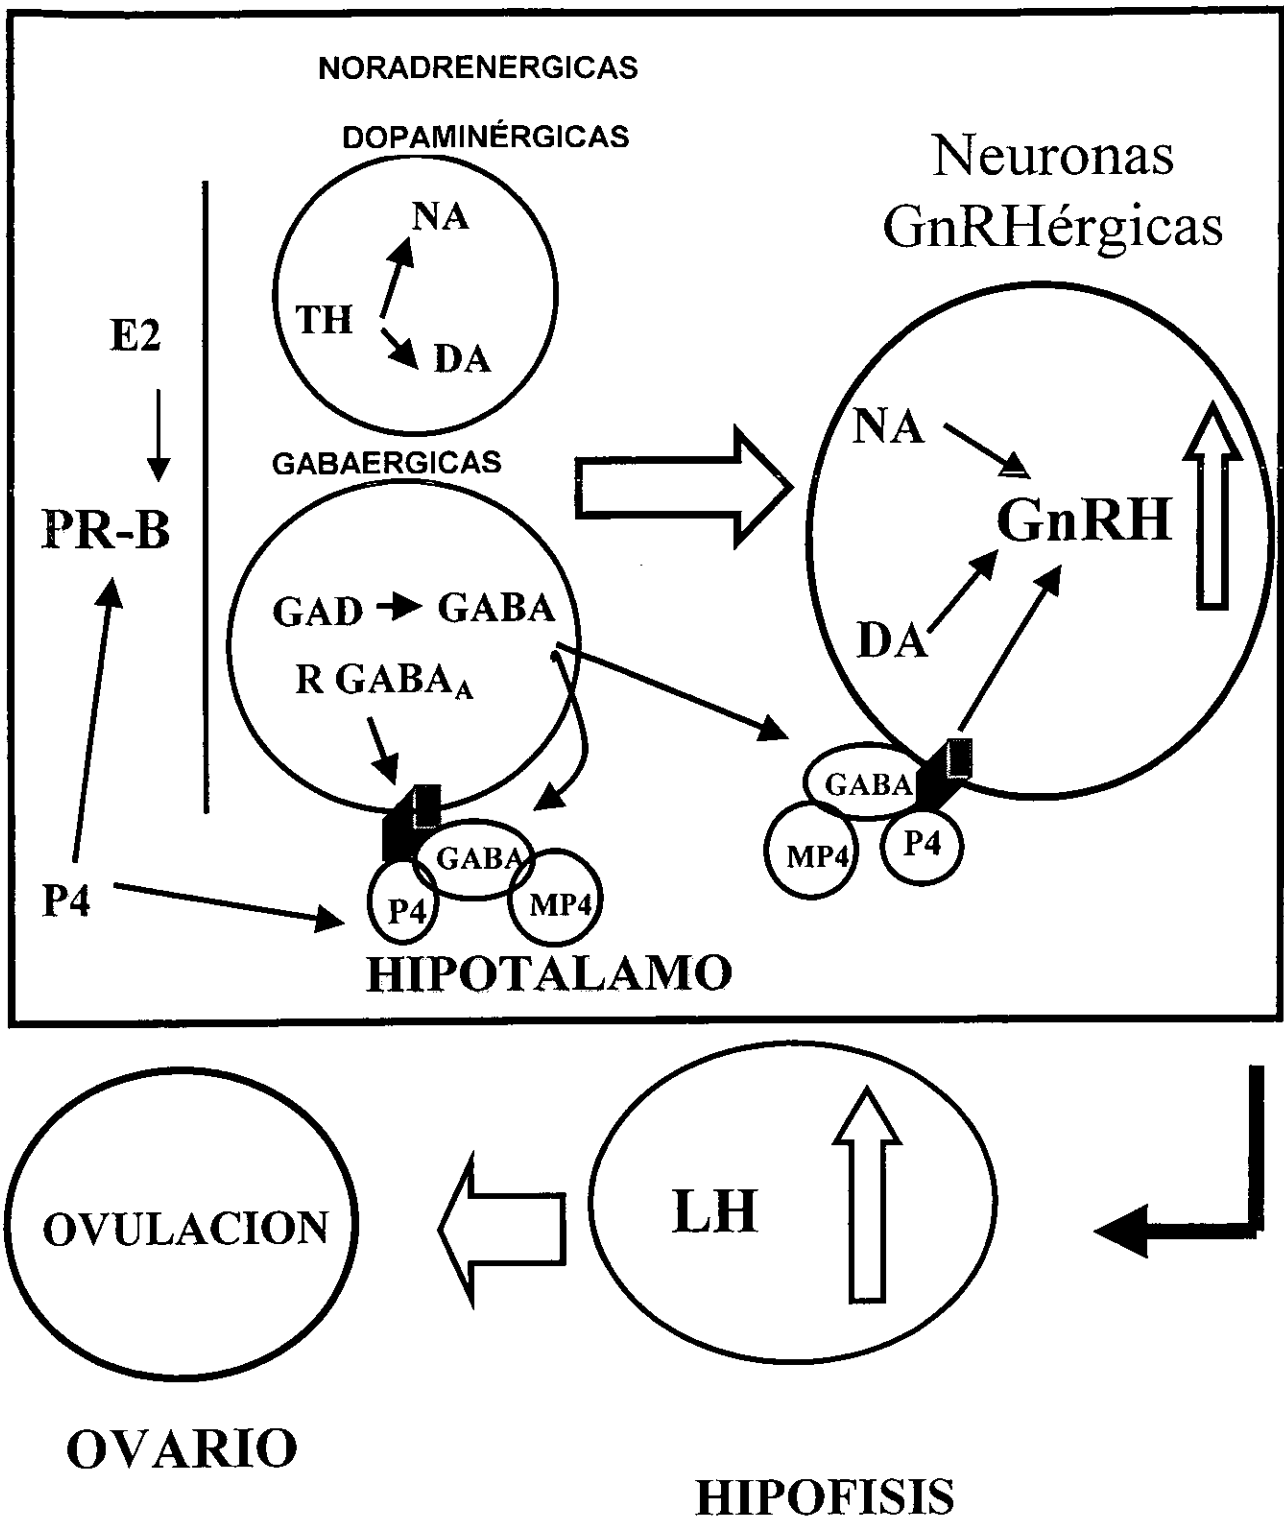 NORADRENERGICAS
DOPAMINÉRGICAS
NA
TH
DA
E2
PR-B
P4
GABAERGICAS
GAD GABA
R GABAA
GABA
P4
MP4
Neuronas
GnRHérgicas
NA
GnRH
DA
GABA
MP4
P4
HIPOTALAMO
OVULACION
LH
OVARIO
HIPOFISIS